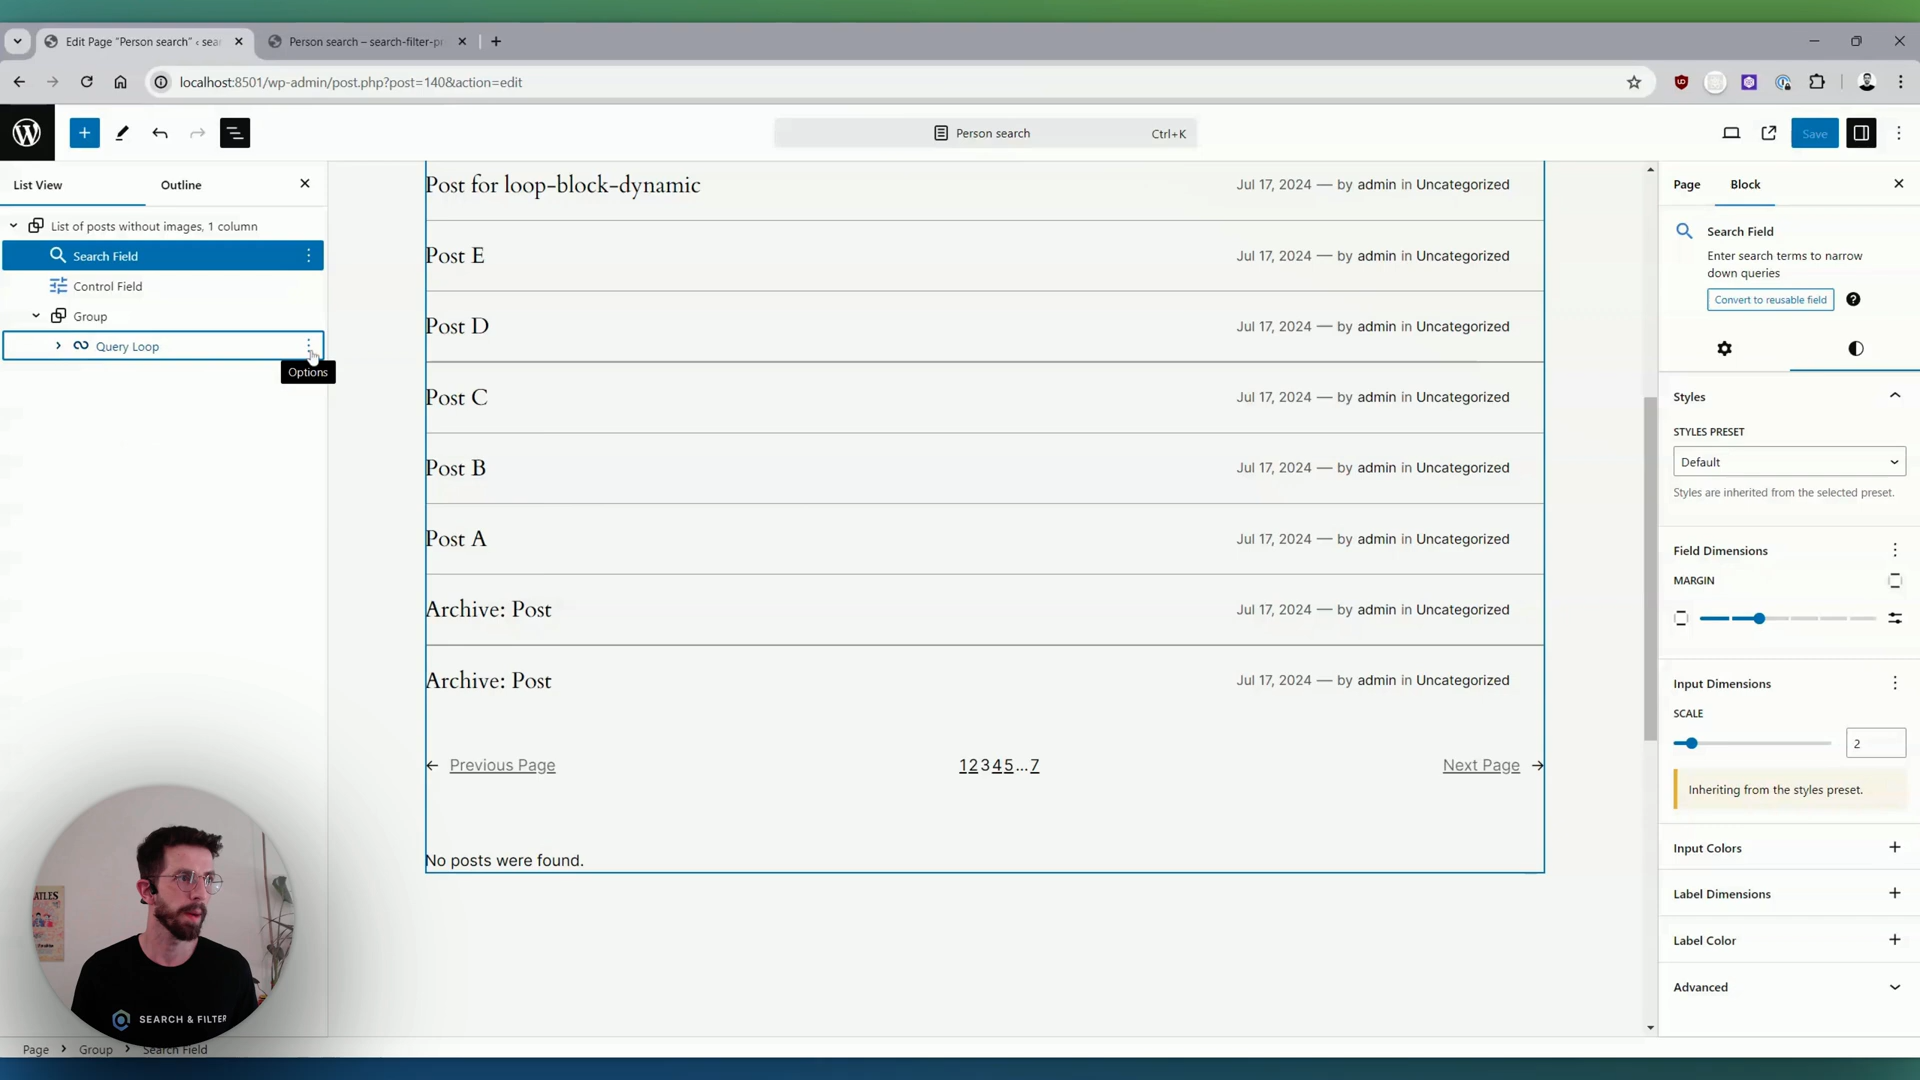 Edit Page "Person search" ‹ sea
Person search – search-filter-pr
localhost:8501/wp-admin/post.php?post=140&action=edit
Person search
Ctrl+K
Save
List View
Outline
Page
Block
List of posts without images, 1 column
Search Field
Control Field
Group
Query Loop
Options
Post for loop-block-dynamic
Jul 17, 2024 — by admin in Uncategorized
Post E
Jul 17, 2024 — by admin in Uncategorized
Post D
Jul 17, 2024 — by admin in Uncategorized
Post C
Jul 17, 2024 — by admin in Uncategorized
Post B
Jul 17, 2024 — by admin in Uncategorized
Post A
Jul 17, 2024 — by admin in Uncategorized
Archive: Post
Jul 17, 2024 — by admin in Uncategorized
Archive: Post
Jul 17, 2024 — by admin in Uncategorized
← Previous Page
12345...7
Next Page →
No posts were found.
Search Field
Enter search terms to narrow
down queries
Convert to reusable field
Styles
STYLES PRESET
Default
Styles are inherited from the selected preset.
Field Dimensions
MARGIN
Input Dimensions
SCALE
2
Inheriting from the styles preset.
Input Colors
Label Dimensions
Label Color
Advanced
SEARCH & FILTER
Page > Group > Search Field